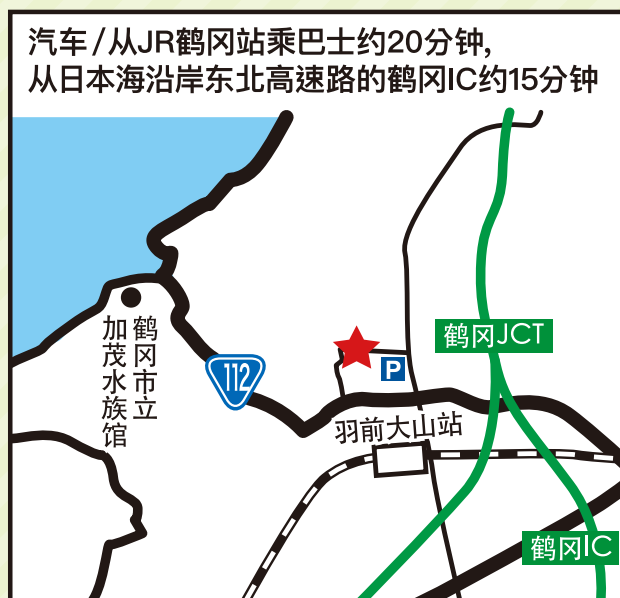 汽车/从JR鹤冈站乘巴士约20分钟,
从日本海沿岸东北高速路的鹤冈IC约15分钟
鹤冈市立
加茂水族馆
112
P
鹤冈JCT
羽前大山站
鹤冈IC